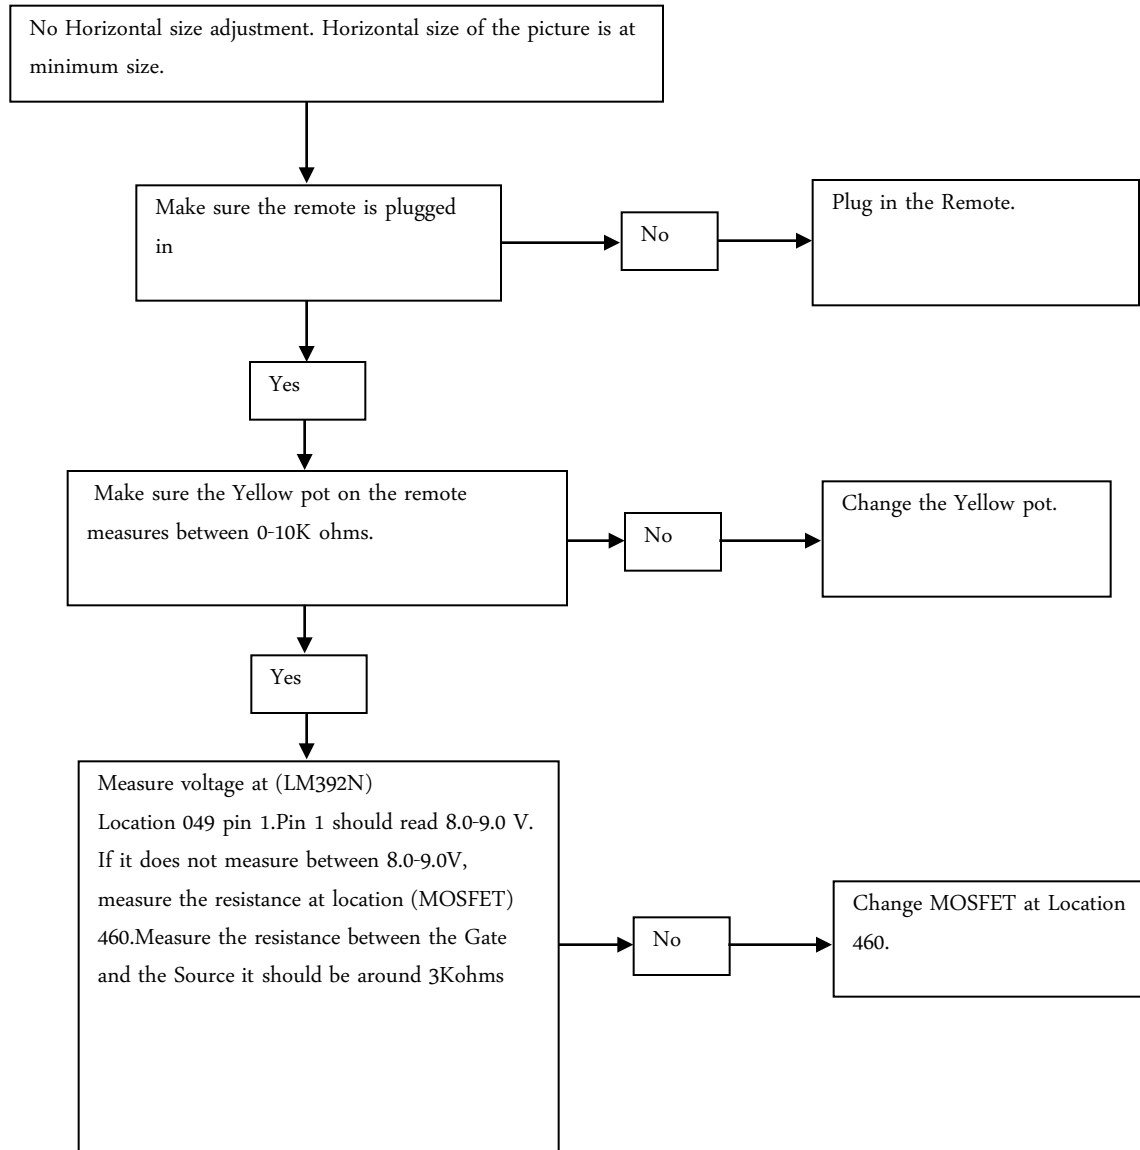 No Horizontal size adjustment. Horizontal size of the picture is at
minimum size.
Make sure the remote is plugged
in
No
Plug in the Remote.
Yes
Make sure the Yellow pot on the remote
measures between 0-10K ohms.
No
Change the Yellow pot.
Yes
Measure voltage at (LM392N)
Location 049 pin 1.Pin 1 should read 8.0-9.0 V.
If it does not measure between 8.0-9.0V,
measure the resistance at location (MOSFET)
460.Measure the resistance between the Gate
and the Source it should be around 3Kohms
No
Change MOSFET at Location
460.